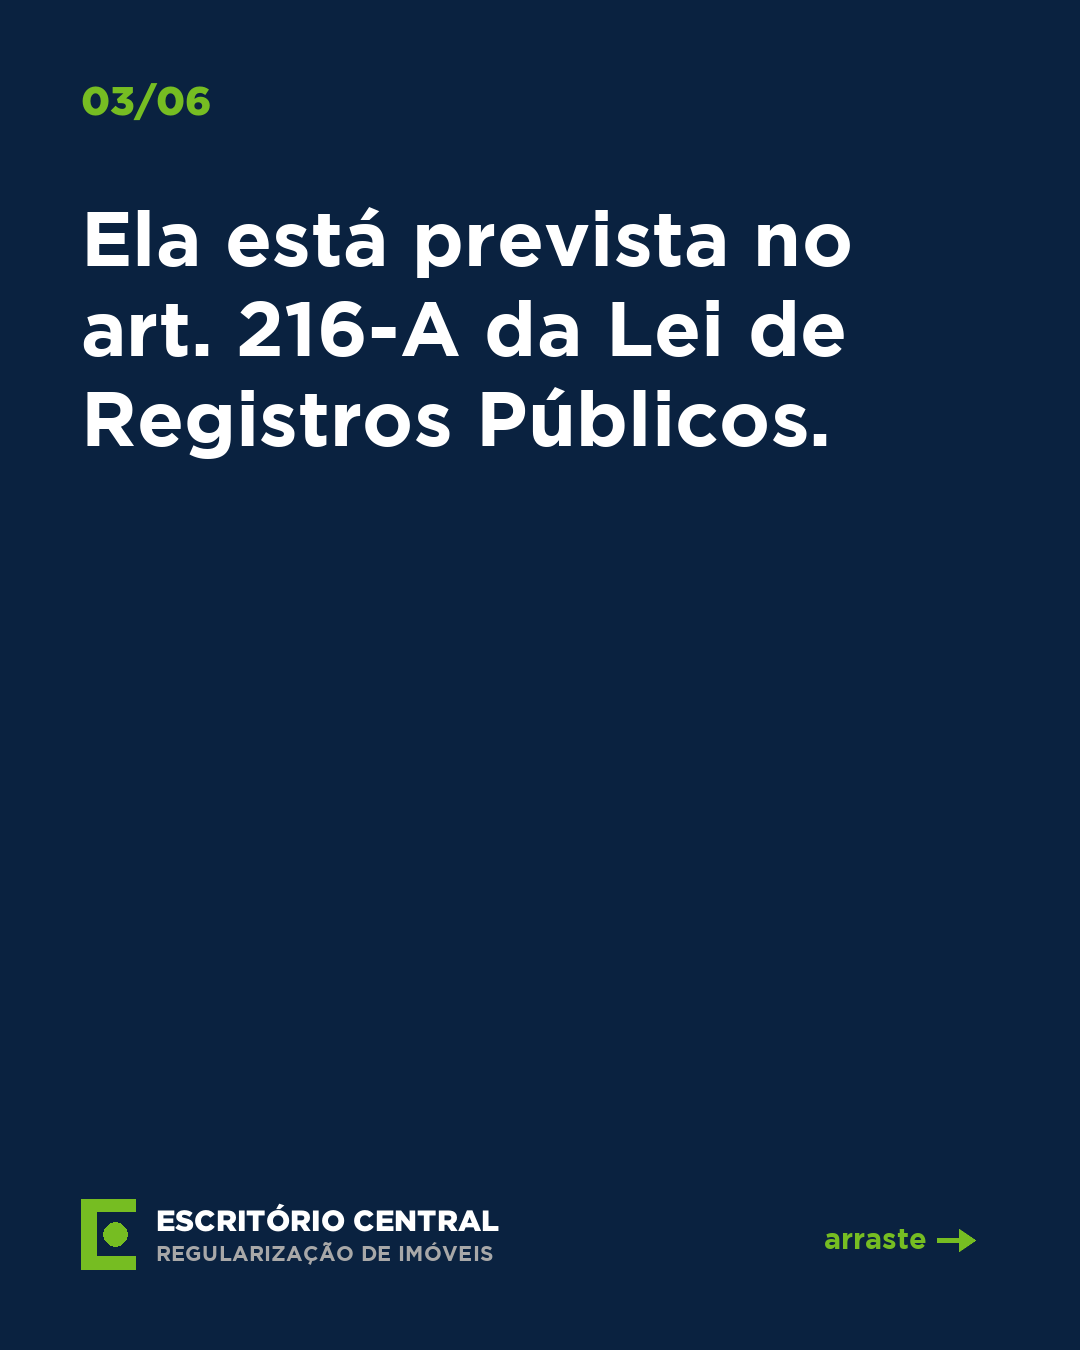 03/06
Ela está prevista no
art. 216-A da Lei de
Registros Públicos.
ESCRITÓRIO CENTRAL
REGULARIZAÇÃO DE IMÓVEIS
arraste